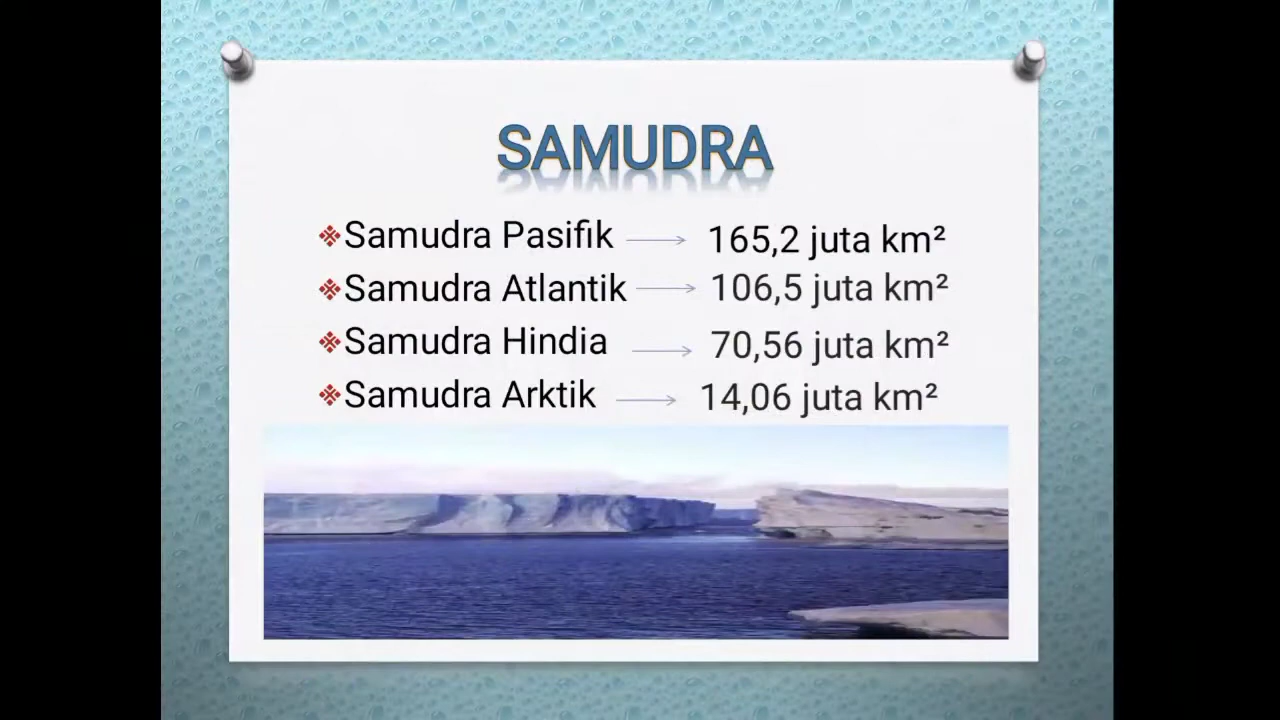 SAMUDRA
Samudra Pasifik → 165,2 juta km²
Samudra Atlantik → 106,5 juta km²
Samudra Hindia → 70,56 juta km²
Samudra Arktik → 14,06 juta km²